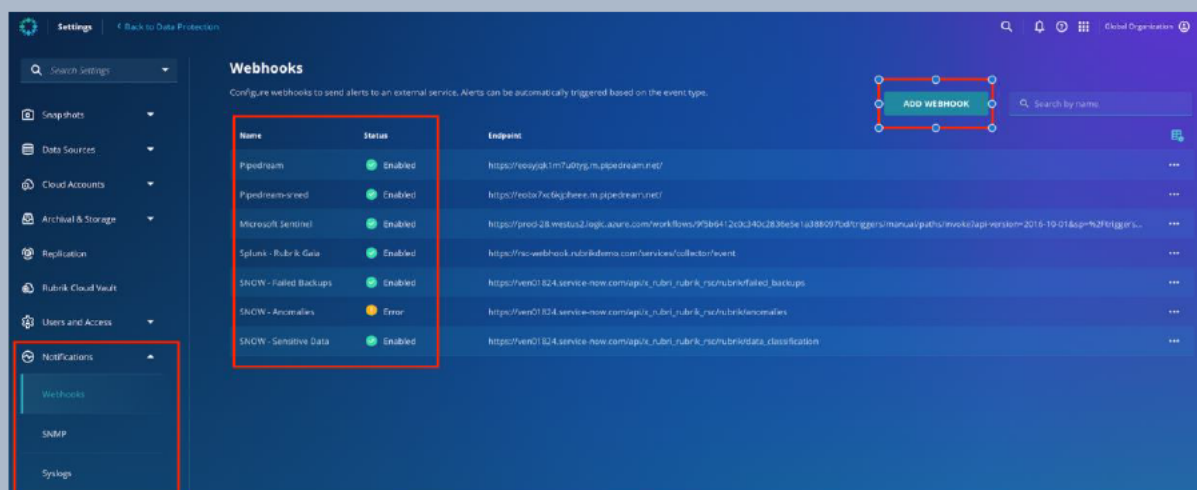 Settings
Back to Data Protection
Global Organization
Search Settings
Snapshots
Data Sources
Cloud Accounts
Archival & Storage
Replication
Rubrik Cloud Vault
Users and Access
Notifications
Webhooks
SNMP
Syslogs
Webhooks
Configure webhooks to send alerts to an external service. Alerts can be automatically triggered based on the event type.
ADD WEBHOOK
Search by name
Name Status Endpoint
Pipedream Enabled
Pipedream-sreed Enabled
Microsoft Sentinel Enabled
Splunk - Rubrik Gaia Enabled https://rsc-webhook.rubrikdemo.com/services/collector/event
SNOW - Failed Backups Enabled https://ven01824.service-now.com/api/x_rubri_rubrik_rsc/rubrik/failed_backups
SNOW - Anomalies Error https://ven01824.service-now.com/api/x_rubri_rubrik_rsc/rubrik/anomalies
SNOW - Sensitive Data Enabled https://ven01824.service-now.com/api/x_rubri_rubrik_rsc/rubrik/data_classification